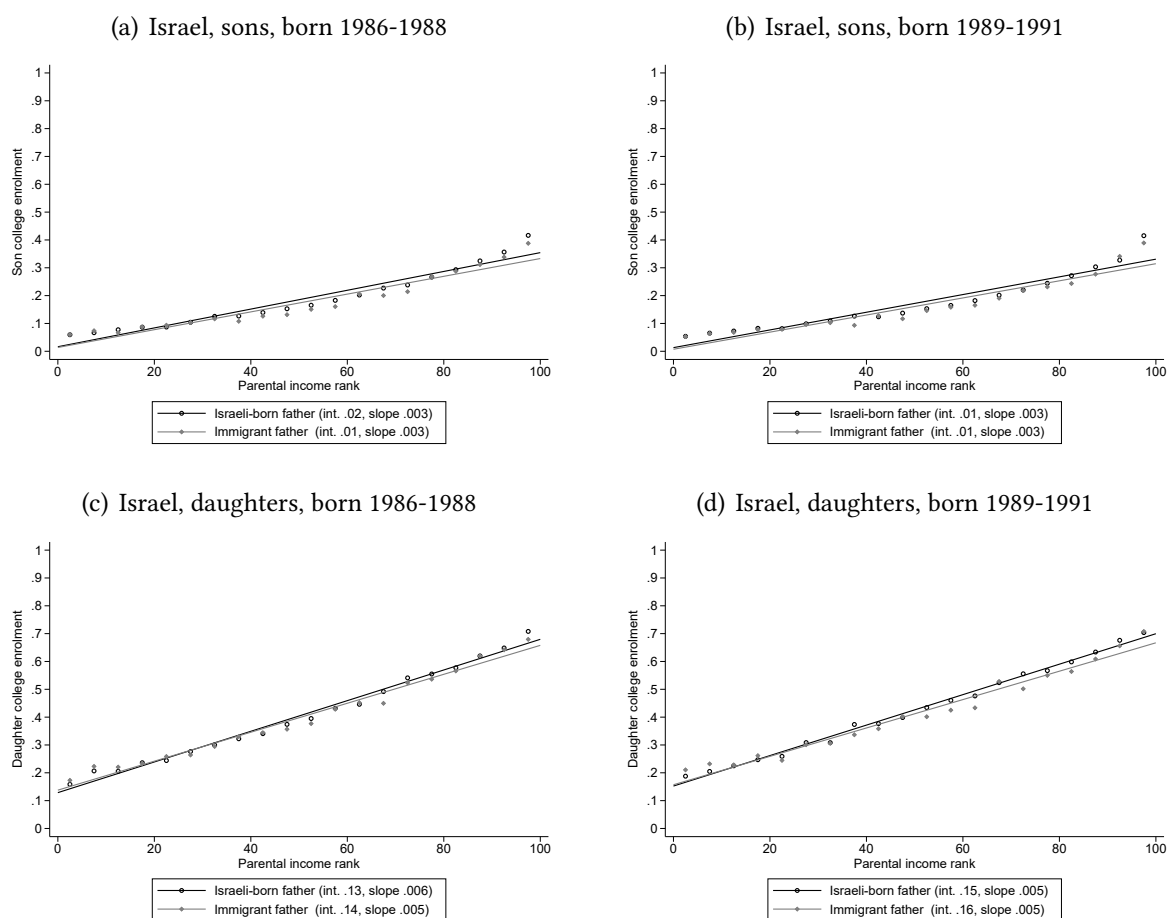 (a) Israel, sons, born 1986-1988
1
.9
.8
.7
.6
.5
.4
.3
.2
.1
0
Son college enrolment
0 20 40 60 80 100
Parental income rank
Israeli-born father (int. .02, slope .003)
Immigrant father (int. .01, slope .003)
(b) Israel, sons, born 1989-1991
1
.9
.8
.7
.6
.5
.4
.3
.2
.1
0
Son college enrolment
0 20 40 60 80 100
Parental income rank
Israeli-born father (int. .01, slope .003)
Immigrant father (int. .01, slope .003)
(c) Israel, daughters, born 1986-1988
1
.9
.8
.7
.6
.5
.4
.3
.2
.1
0
Daughter college enrolment
0 20 40 60 80 100
Parental income rank
Israeli-born father (int. .13, slope .006)
Immigrant father (int. .14, slope .005)
(d) Israel, daughters, born 1989-1991
1
.9
.8
.7
.6
.5
.4
.3
.2
.1
0
Daughter college enrolment
0 20 40 60 80 100
Parental income rank
Israeli-born father (int. .15, slope .005)
Immigrant father (int. .16, slope .005)